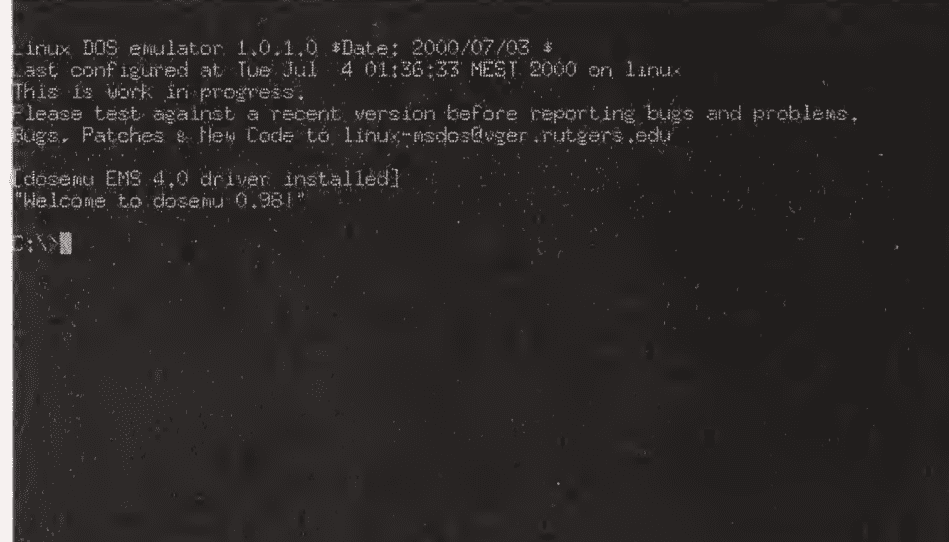 Linux DOS emulator 1.0.1.0 $Date: 2000/07/03 $
Last configured at Tue Jul  4 01:36:33 MEST 2000 on linux
This is work in progress.
Please test against a recent version before reporting bugs and problems.
Bugs, Patches & New Code to linux-msdos@vger.rutgers.edu
[dosemu EMS 4.0 driver installed]
"Welcome to dosemu 0.98!"
C:\>